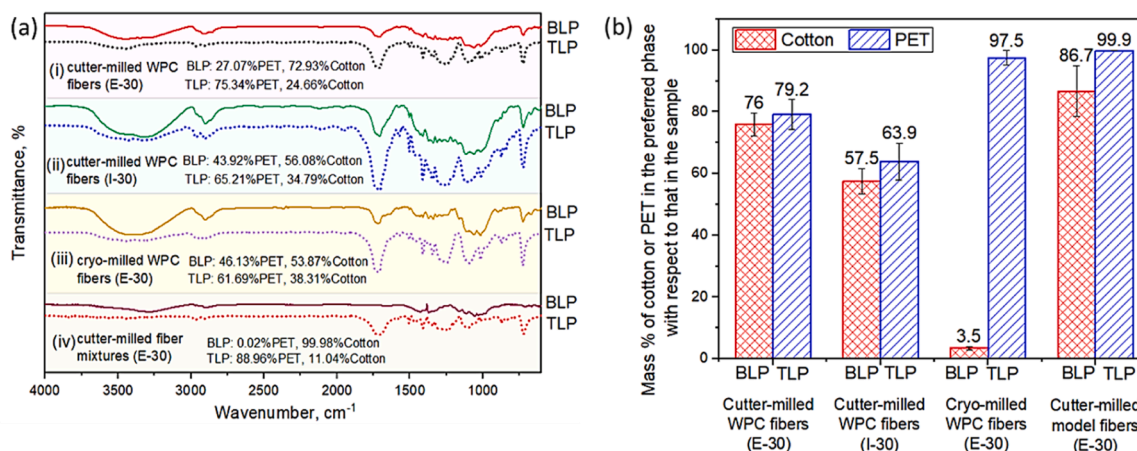 (a)
BLP
TLP
(i) cutter-milled WPC fibers (E-30)
BLP: 27.07%PET, 72.93%Cotton
TLP: 75.34%PET, 24.66%Cotton
BLP
TLP
(ii) cutter-milled WPC fibers (I-30)
BLP: 43.92%PET, 56.08%Cotton
TLP: 65.21%PET, 34.79%Cotton
BLP
TLP
(iii) cryo-milled WPC fibers (E-30)
BLP: 46.13%PET, 53.87%Cotton
TLP: 61.69%PET, 38.31%Cotton
BLP
TLP
(iv) cutter-milled fiber mixtures (E-30)
BLP: 0.02%PET, 99.98%Cotton
TLP: 88.96%PET, 11.04%Cotton
Transmittance, %
4000 3500 3000 2500 2000 1500 1000
Wavenumber, cm-1
(b)
Cotton PET
Mass % of cotton or PET in the preferred phase
with respect to that in the sample
100
80
60
40
20
0
76 79.2 57.5 63.9 3.5 97.5 86.7 99.9
BLP TLP BLP TLP BLP TLP BLP TLP
Cutter-milled WPC fibers (E-30)
Cutter-milled WPC fibers (I-30)
Cryo-milled WPC fibers (E-30)
Cutter-milled model fibers (E-30)